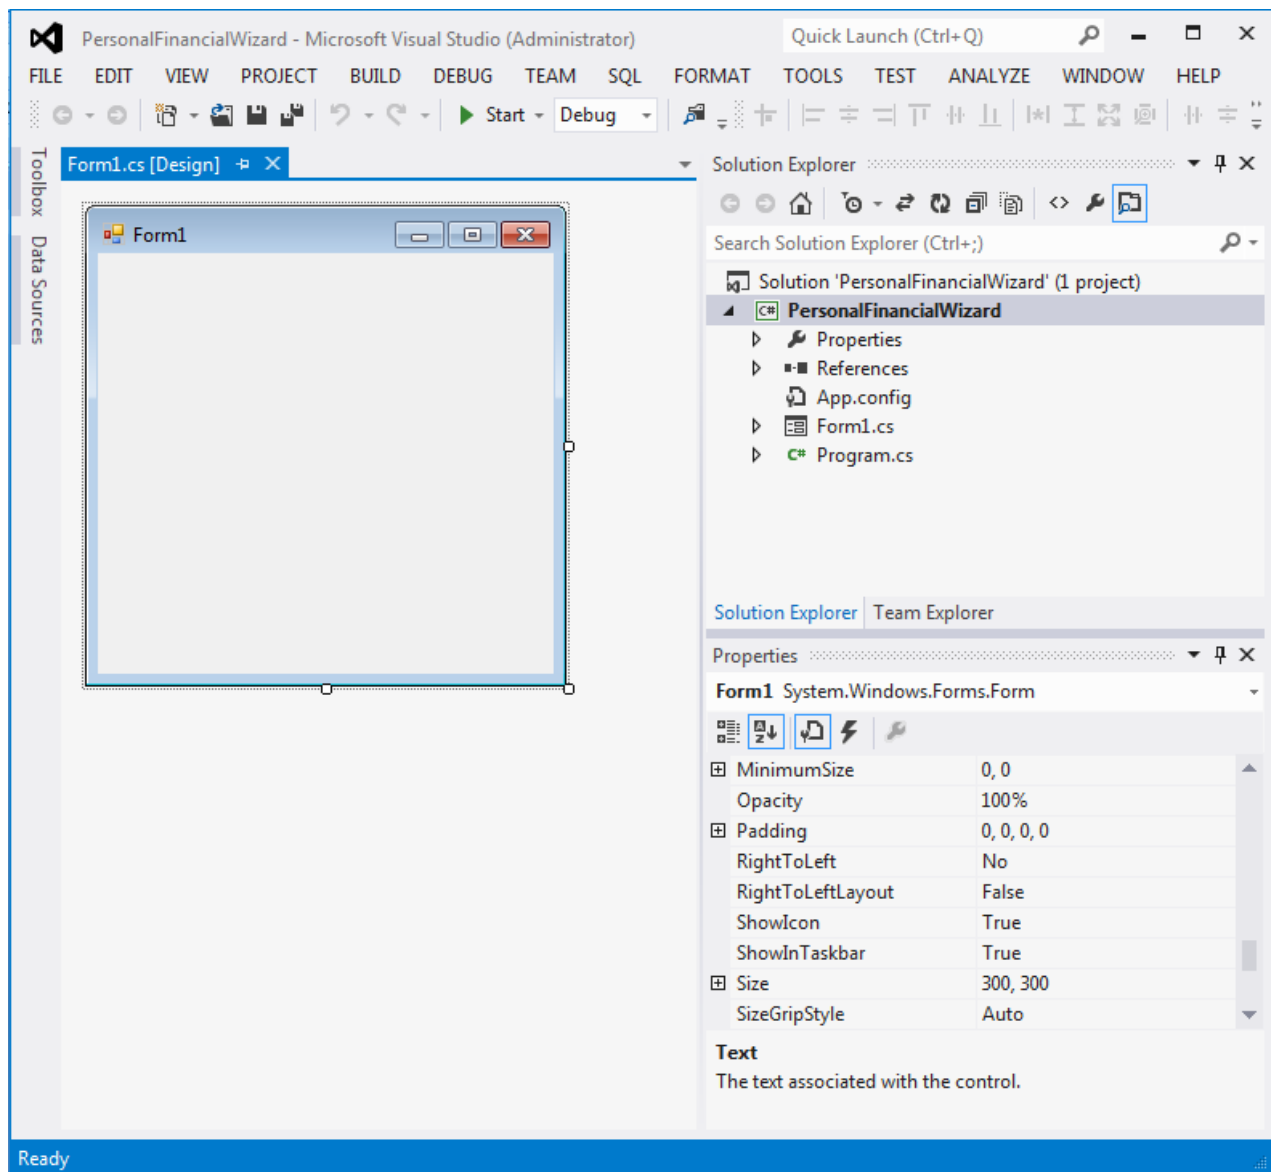 PersonalFinancialWizard - Microsoft Visual Studio (Administrator) Quick Launch (Ctrl+Q)
FILE EDIT VIEW PROJECT BUILD DEBUG TEAM SQL FORMAT TOOLS TEST ANALYZE WINDOW HELP
Start Debug
Toolbox
Data Sources
Form1.cs [Design]
Form1
Solution Explorer
Search Solution Explorer (Ctrl+;)
Solution 'PersonalFinancialWizard' (1 project)
C# PersonalFinancialWizard
Properties
References
App.config
Form1.cs
C# Program.cs
Solution Explorer Team Explorer
Properties
Form1 System.Windows.Forms.Form
MinimumSize 0, 0
Opacity 100%
Padding 0, 0, 0, 0
RightToLeft No
RightToLeftLayout False
ShowIcon True
ShowInTaskbar True
Size 300, 300
SizeGripStyle Auto
Text
The text associated with the control.
Ready